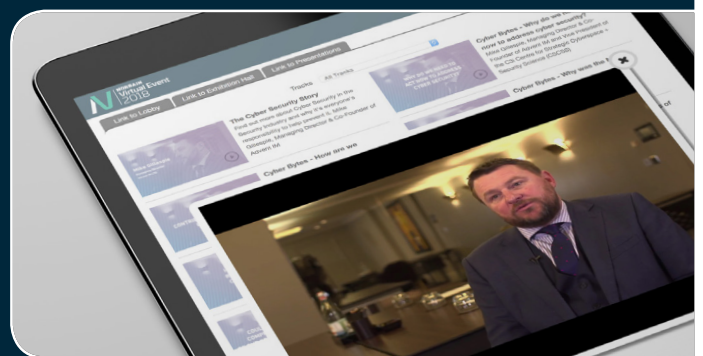 Virtual Event
2018
Link to Lobby
Link to Exhibition Hall
Link to Presentations
Tracks
All Tracks
The Cyber Security Story
Find out more about Cyber Security in the
Security Industry and why it's everyone's
responsibility to help prevent it. Mike
Gillespie, Managing Director & Co-Founder of
Advent IM
Cyber Bytes - How are we
Cyber Bytes - Why do we
now to address cyber security?
Mike Gillespie, Managing Director & Co-
Founder of Advent IM and Vice President of
the CS Centre for Strategic Cyberspace +
Security Science (CSCSS)
Cyber Bytes - Why was the
of